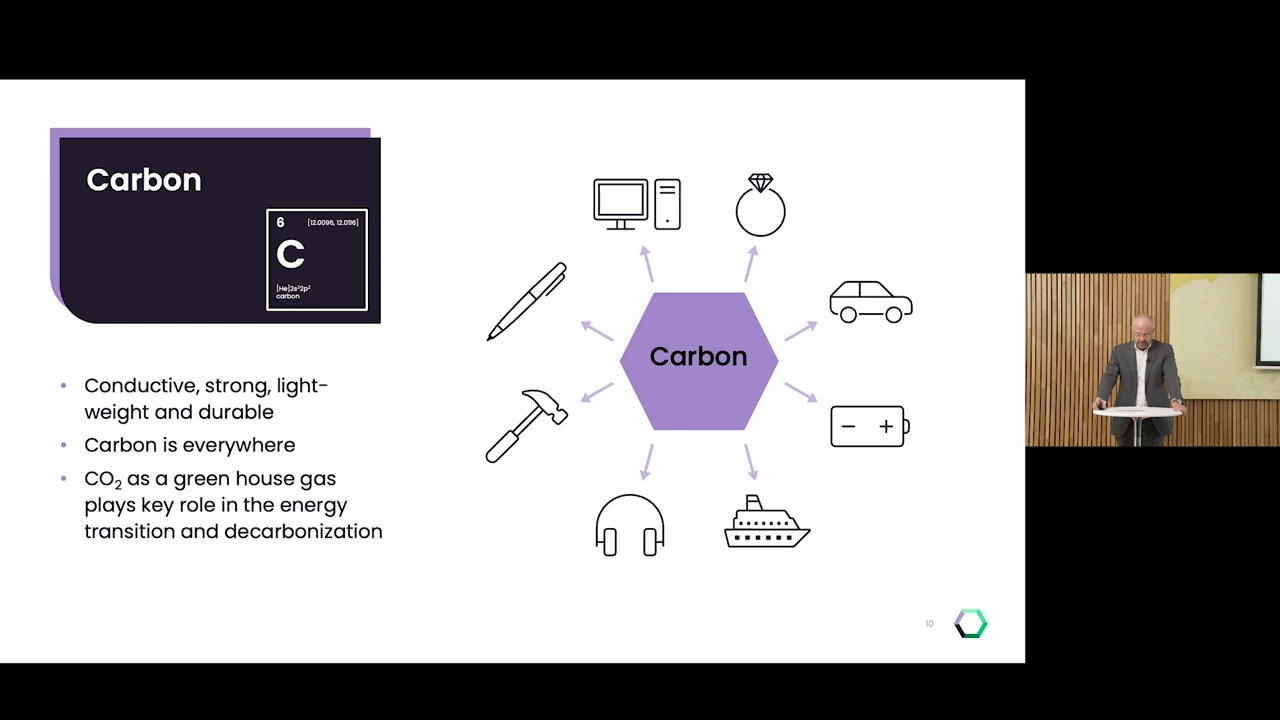 Carbon
6 [12.0096, 12.0116]
C
[He]2s²2p²
carbon
• Conductive, strong, light-
weight and durable
• Carbon is everywhere
• CO₂ as a green house gas
plays key role in the energy
transition and decarbonization
Carbon
− +
10